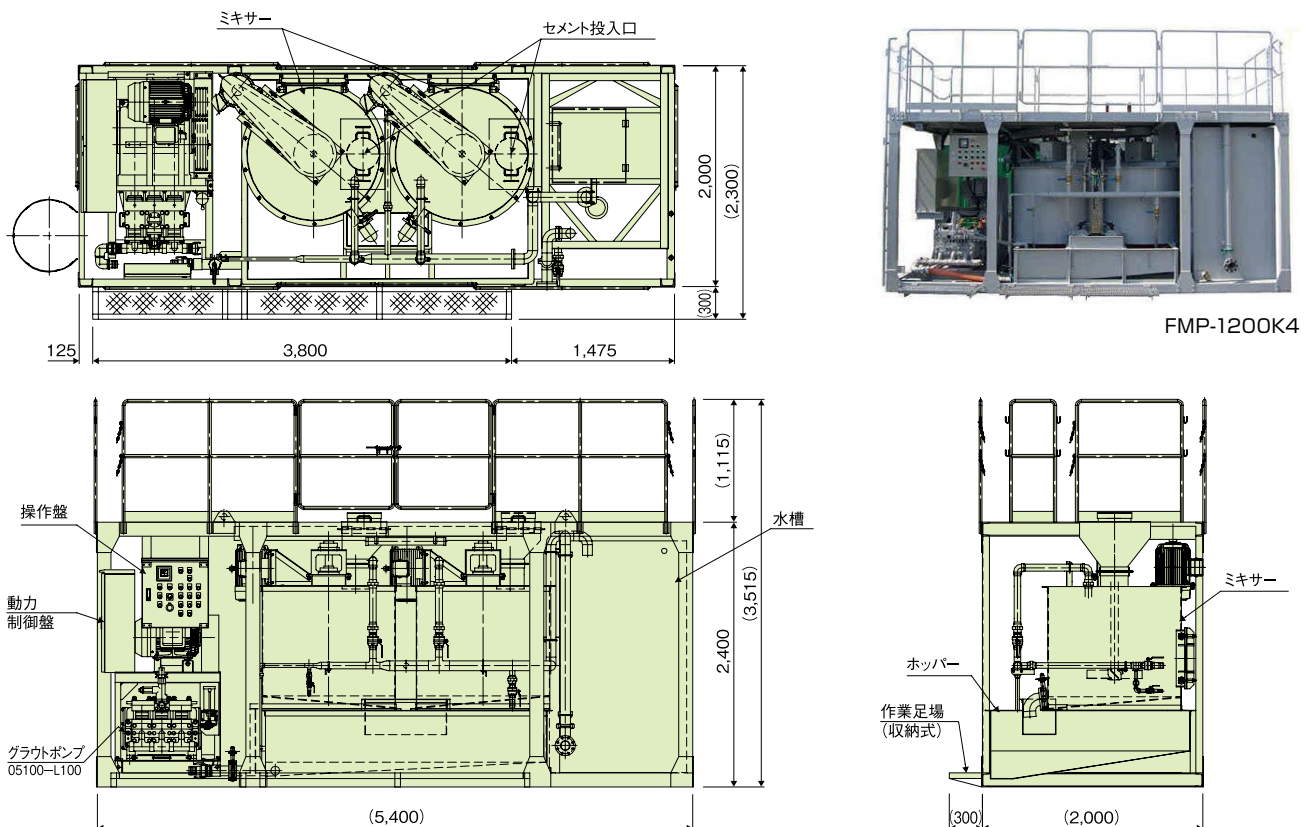 ミキサー
セメント投入口
2,000
(2,300)
(300)
125
3,800
1,475
FMP-1200K4
操作盤
動力
制御盤
グラウトポンプ
05100-L100
水槽
(1,115)
(3,515)
2,400
(5,400)
ミキサー
ホッパー
作業足場
(収納式)
(300)
(2,000)